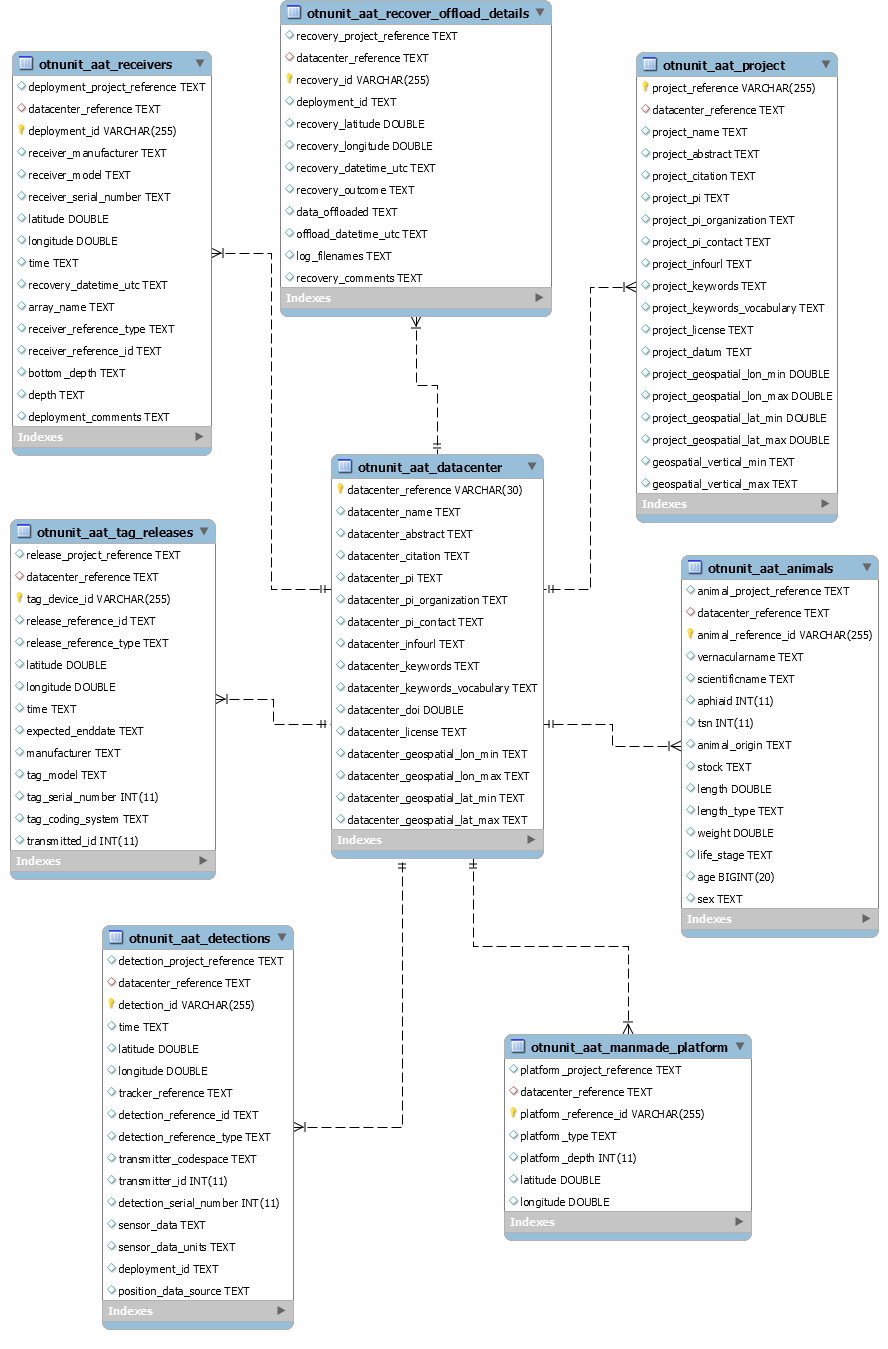 otnunit_aat_recover_offload_details
recovery_project_reference TEXT
datacenter_reference TEXT
recovery_id VARCHAR(255)
deployment_id TEXT
recovery_latitude DOUBLE
recovery_longitude DOUBLE
recovery_datetime_utc TEXT
recovery_outcome TEXT
data_offloaded TEXT
offload_datetime_utc TEXT
log_filenames TEXT
recovery_comments TEXT
Indexes
otnunit_aat_receivers
deployment_project_reference TEXT
datacenter_reference TEXT
deployment_id VARCHAR(255)
receiver_manufacturer TEXT
receiver_model TEXT
receiver_serial_number TEXT
latitude DOUBLE
longitude DOUBLE
time TEXT
recovery_datetime_utc TEXT
array_name TEXT
receiver_reference_type TEXT
receiver_reference_id TEXT
bottom_depth TEXT
depth TEXT
deployment_comments TEXT
Indexes
otnunit_aat_project
project_reference VARCHAR(255)
datacenter_reference TEXT
project_name TEXT
project_abstract TEXT
project_citation TEXT
project_pi TEXT
project_pi_organization TEXT
project_pi_contact TEXT
project_infourl TEXT
project_keywords TEXT
project_keywords_vocabulary TEXT
project_license TEXT
project_datum TEXT
project_geospatial_lon_min DOUBLE
project_geospatial_lon_max DOUBLE
project_geospatial_lat_min DOUBLE
project_geospatial_lat_max DOUBLE
geospatial_vertical_min TEXT
geospatial_vertical_max TEXT
Indexes
otnunit_aat_datacenter
datacenter_reference VARCHAR(30)
datacenter_name TEXT
datacenter_abstract TEXT
datacenter_citation TEXT
datacenter_pi TEXT
datacenter_pi_organization TEXT
datacenter_pi_contact TEXT
datacenter_infourl TEXT
datacenter_keywords TEXT
datacenter_keywords_vocabulary TEXT
datacenter_doi DOUBLE
datacenter_license TEXT
datacenter_geospatial_lon_min TEXT
datacenter_geospatial_lon_max TEXT
datacenter_geospatial_lat_min TEXT
datacenter_geospatial_lat_max TEXT
Indexes
otnunit_aat_tag_releases
release_project_reference TEXT
datacenter_reference TEXT
tag_device_id VARCHAR(255)
release_reference_id TEXT
release_reference_type TEXT
latitude DOUBLE
longitude DOUBLE
time TEXT
expected_enddate TEXT
manufacturer TEXT
tag_model TEXT
tag_serial_number INT(11)
tag_coding_system TEXT
transmitted_id INT(11)
Indexes
otnunit_aat_animals
animal_project_reference TEXT
datacenter_reference TEXT
animal_reference_id VARCHAR(255)
vernacularname TEXT
scientificname TEXT
aphiaid INT(11)
tsn INT(11)
animal_origin TEXT
stock TEXT
length DOUBLE
length_type TEXT
weight DOUBLE
life_stage TEXT
age BIGINT(20)
sex TEXT
Indexes
otnunit_aat_detections
detection_project_reference TEXT
datacenter_reference TEXT
detection_id VARCHAR(255)
time TEXT
latitude DOUBLE
longitude DOUBLE
tracker_reference TEXT
detection_reference_id TEXT
detection_reference_type TEXT
transmitter_codespace TEXT
transmitter_id INT(11)
detection_serial_number INT(11)
sensor_data TEXT
sensor_data_units TEXT
deployment_id TEXT
position_data_source TEXT
Indexes
otnunit_aat_manmade_platform
platform_project_reference TEXT
datacenter_reference TEXT
platform_reference_id VARCHAR(255)
platform_type TEXT
platform_depth INT(11)
latitude DOUBLE
longitude DOUBLE
Indexes